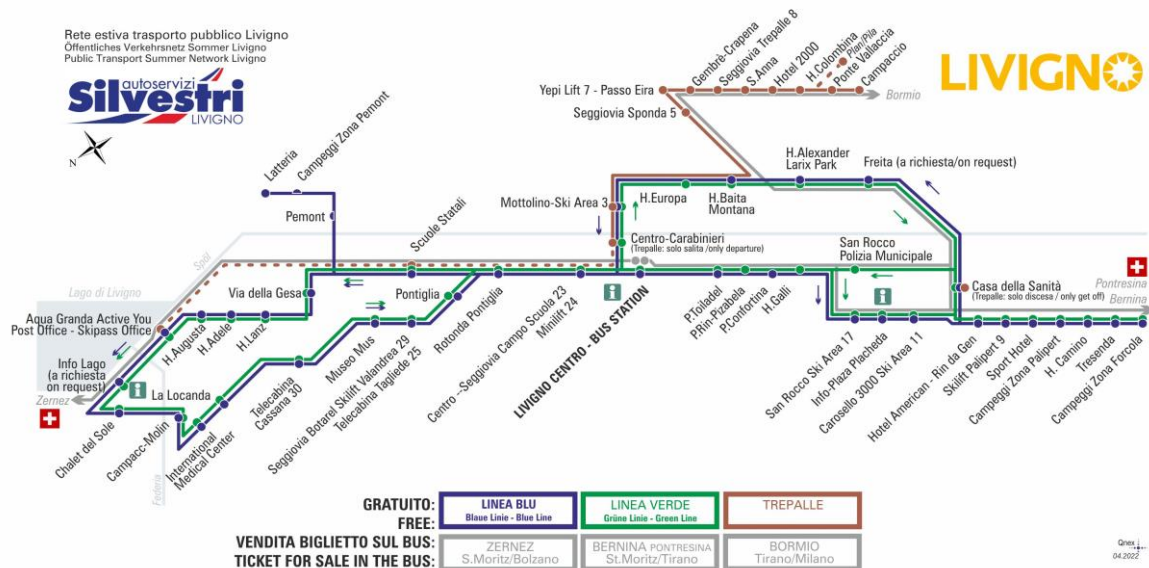 Rete estiva trasporto pubblico Livigno
Öffentliches Verkehrsnetz Sommer Livigno
Public Transport Summer Network Livigno
autoservizi
Silvestri
LIVIGNO
N
LIVIGNO
Gembrè-Crapena
Seggiovia Trepalle 8
S.Anna
Hotel 2000
H.Colombina
Plan/Pila
Ponte Vallaccia
Campaccio
Yepi Lift 7 - Passo Eira
Bormio
Seggiovia Sponda 5
Latteria
Campeggi Zona Pemont
Pemont
H.Alexander
Larix Park
Freita (a richiesta/on request)
Mottolino-Ski Area 3
H.Europa
H.Baita
Montana
Scuole Statali
Centro-Carabinieri
(Trepalle: solo salita /only departure)
San Rocco
Polizia Municipale
Spöl
Lago di Livigno
Via della Gesa
Pontiglia
Pontresina
Bernina
Casa della Sanità
(Trepalle: solo discesa / only get off)
Aqua Granda Active You
Post Office - Skipass Office
H.Augusta
H.Adele
H.Lanz
Info Lago
(a richiesta
on request)
Zernez
i
La Locanda
Chalet del Sole
Campacc-Molin
Federia
International
Medical Center
Telecabina
Cassana 30
Museo Mus
Seggiovia Botarel Skilift Valandrea 29
Telecabina Tagliede 25
Rotonda Pontiglia
Centro --Seggiovia Campo Scuola 23
Minilift 24
i
LIVIGNO CENTRO - BUS STATION
P.Toiladel
P.Rin-Pizabela
P.Confortina
H.Galli
i
San Rocco Ski Area 17
Info-Plaza Placheda
Carosello 3000 Ski Area 11
Hotel American - Rin da Gen
Skilift Palipert 9
Sport Hotel
Campeggi Zona Palipert
H. Camino
Tresenda
Campeggi Zona Forcola
GRATUITO:
FREE:
LINEA BLU
Blaue Linie - Blue Line
LINEA VERDE
Grüne Linie - Green Line
TREPALLE
VENDITA BIGLIETTO SUL BUS:
TICKET FOR SALE IN THE BUS:
ZERNEZ
S.Moritz/Bolzano
BERNINA PONTRESINA
St.Moritz/Tirano
BORMIO
Tirano/Milano
Qnex
04.2022